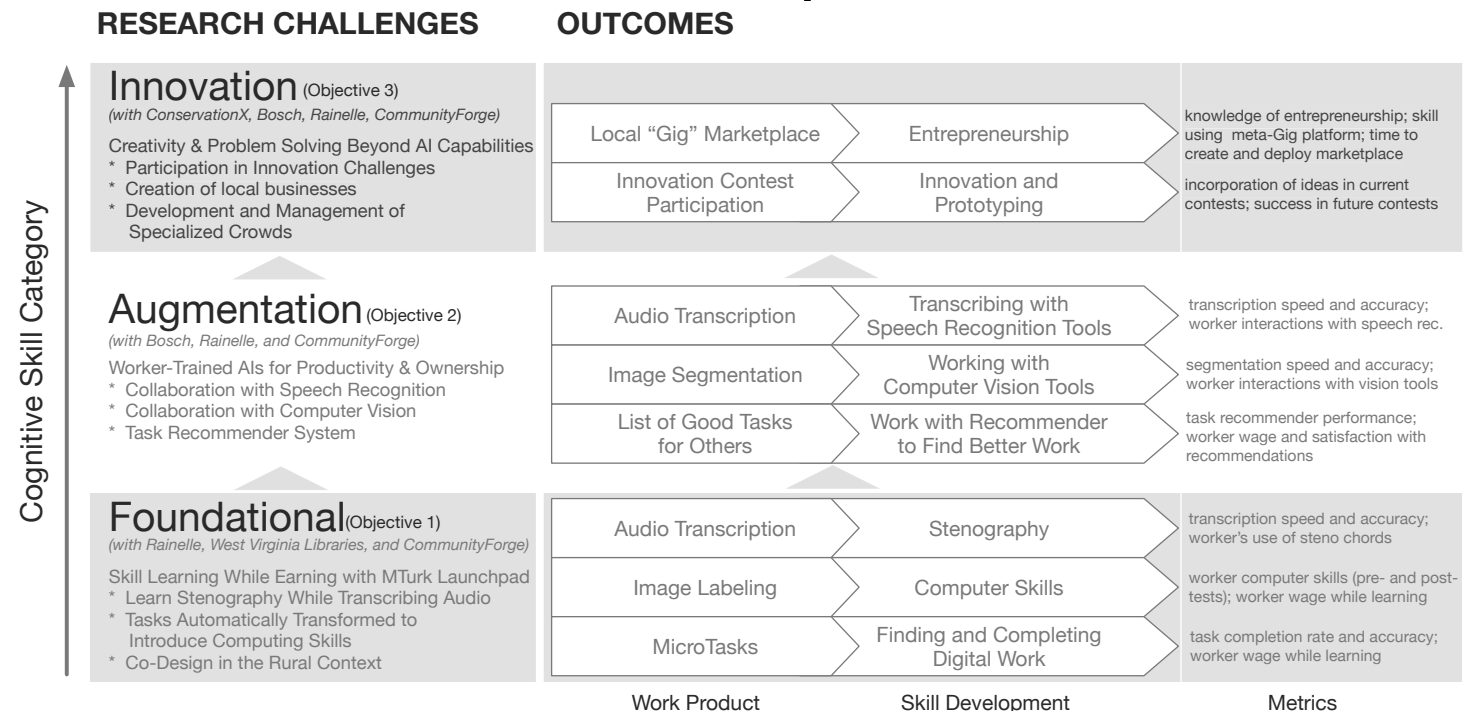 RESEARCH CHALLENGES
OUTCOMES
Cognitive Skill Category
Innovation (Objective 3)
(with ConservationX, Bosch, Rainelle, CommunityForge)
Creativity & Problem Solving Beyond AI Capabilities
* Participation in Innovation Challenges
* Creation of local businesses
* Development and Management of
Specialized Crowds
Local “Gig” Marketplace
Entrepreneurship
knowledge of entrepreneurship; skill
using meta-Gig platform; time to
create and deploy marketplace
Innovation Contest
Participation
Innovation and
Prototyping
incorporation of ideas in current
contests; success in future contests
Augmentation (Objective 2)
(with Bosch, Rainelle, and CommunityForge)
Worker-Trained AIs for Productivity & Ownership
* Collaboration with Speech Recognition
* Collaboration with Computer Vision
* Task Recommender System
Audio Transcription
Transcribing with
Speech Recognition Tools
transcription speed and accuracy;
worker interactions with speech rec.
Image Segmentation
Working with
Computer Vision Tools
segmentation speed and accuracy;
worker interactions with vision tools
List of Good Tasks
for Others
Work with Recommender
to Find Better Work
task recommender performance;
worker wage and satisfaction with
recommendations
Foundational (Objective 1)
(with Rainelle, West Virginia Libraries, and CommunityForge)
Skill Learning While Earning with MTurk Launchpad
* Learn Stenography While Transcribing Audio
* Tasks Automatically Transformed to
Introduce Computing Skills
* Co-Design in the Rural Context
Audio Transcription
Stenography
transcription speed and accuracy;
worker’s use of steno chords
Image Labeling
Computer Skills
worker computer skills (pre- and post-
tests); worker wage while learning
MicroTasks
Finding and Completing
Digital Work
task completion rate and accuracy;
worker wage while learning
Work Product
Skill Development
Metrics